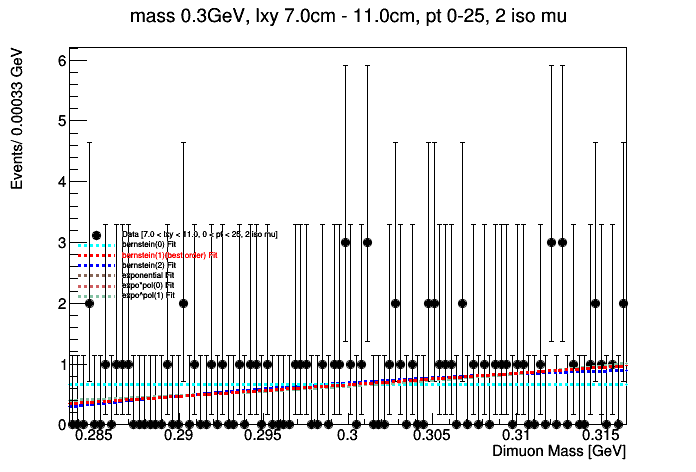 mass 0.3GeV, lxy 7.0cm - 11.0cm, pt 0-25, 2 iso mu
Events/ 0.00033 GeV
6
5
4
3
2
1
0
Data [7.0 < lxy < 11.0, 0 < pt < 25, 2 iso mu]
bernstein(0) Fit
bernstein(1)(best order) Fit
bernstein(2) Fit
exponential Fit
expo*pol(0) Fit
expo*pol(1) Fit
0.285 0.29 0.295 0.3 0.305 0.31 0.315
Dimuon Mass [GeV]